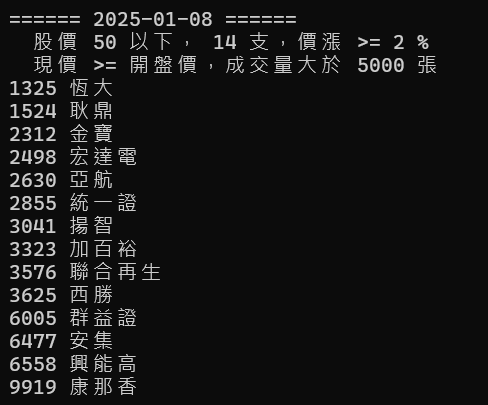 ====== 2025-01-08 ======
股價 50 以下， 14 支，價漲 >= 2 %
現價 >= 開盤價，成交量大於 5000 張
1325 恆大
1524 耿鼎
2312 金寶
2498 宏達電
2630 亞航
2855 統一證
3041 揚智
3323 加百裕
3576 聯合再生
3625 西勝
6005 群益證
6477 安集
6558 興能高
9919 康那香